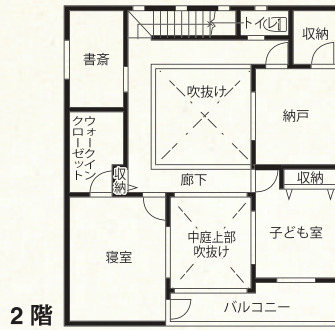 トイレ
収納
書斎
吹抜け
納戸
ウォークイン
クローゼット
収納
廊下
収納
子ども室
中庭上部
吹抜け
寝室
バルコニー
2階